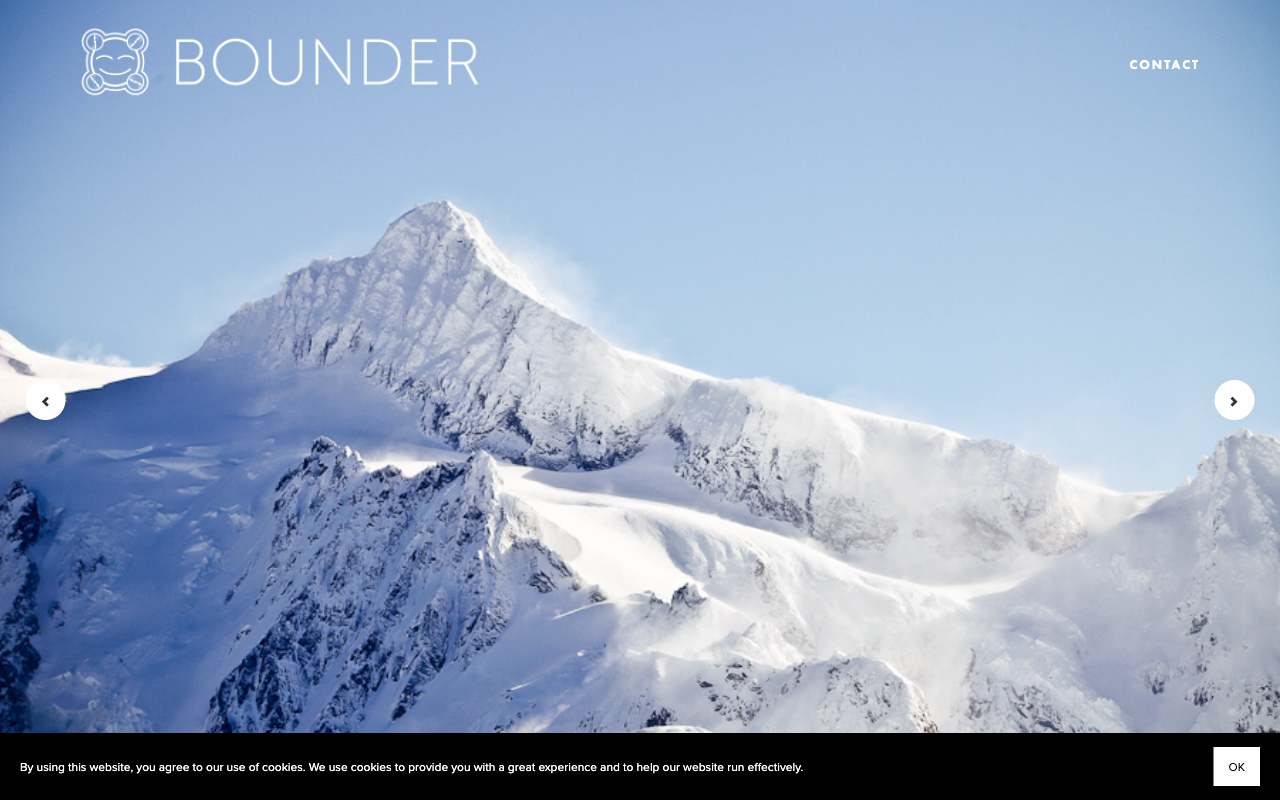 BOUNDER
CONTACT
By using this website, you agree to our use of cookies. We use cookies to provide you with a great experience and to help our website run effectively.
OK